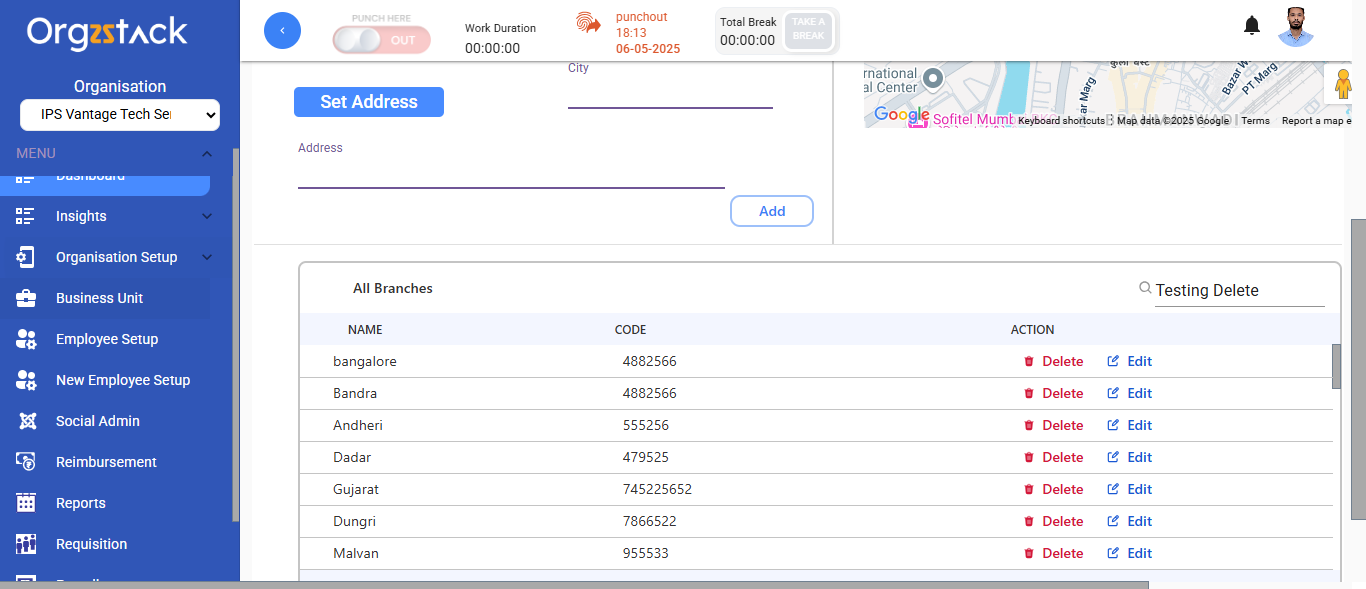 Orgzstack
Organisation
IPS Vantage Tech Ser
MENU
Dashboard
Insights
Organisation Setup
Business Unit
Employee Setup
New Employee Setup
Social Admin
Reimbursement
Reports
Requisition
PUNCH HERE
OUT
Work Duration
00:00:00
punchout
18:13
06-05-2025
Total Break
00:00:00
TAKE A
BREAK
Set Address
City
Address
Add
rnational
al Center
Bazar
PT Marg
ar Marg
Google
Sofitel Mumb
Keyboard shortcuts
Map data ©2025 Google
Terms
Report a map e
All Branches
Testing Delete
NAME CODE ACTION
bangalore 4882566 Delete Edit
Bandra 4882566 Delete Edit
Andheri 555256 Delete Edit
Dadar 479525 Delete Edit
Gujarat 745225652 Delete Edit
Dungri 7866522 Delete Edit
Malvan 955533 Delete Edit